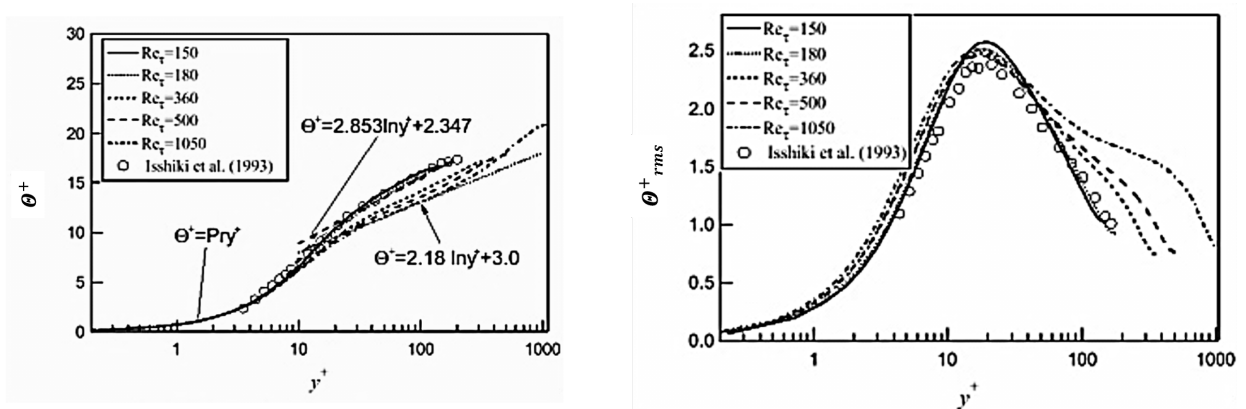 30
25
20
15
10
5
0
Θ⁺
Reτ=150
Reτ=180
Reτ=360
Reτ=500
Reτ=1050
Isshiki et al. (1993)
Θ⁺=2.853lny⁺+2.347
Θ⁺=Pry⁺
Θ⁺=2.18 lny⁺+3.0
1 10 100 1000
y⁺
2.5
2.0
1.5
1.0
0.5
0.0
Θ⁺rms
Reτ=150
Reτ=180
Reτ=360
Reτ=500
Reτ=1050
Isshiki et al. (1993)
1 10 100 1000
y⁺